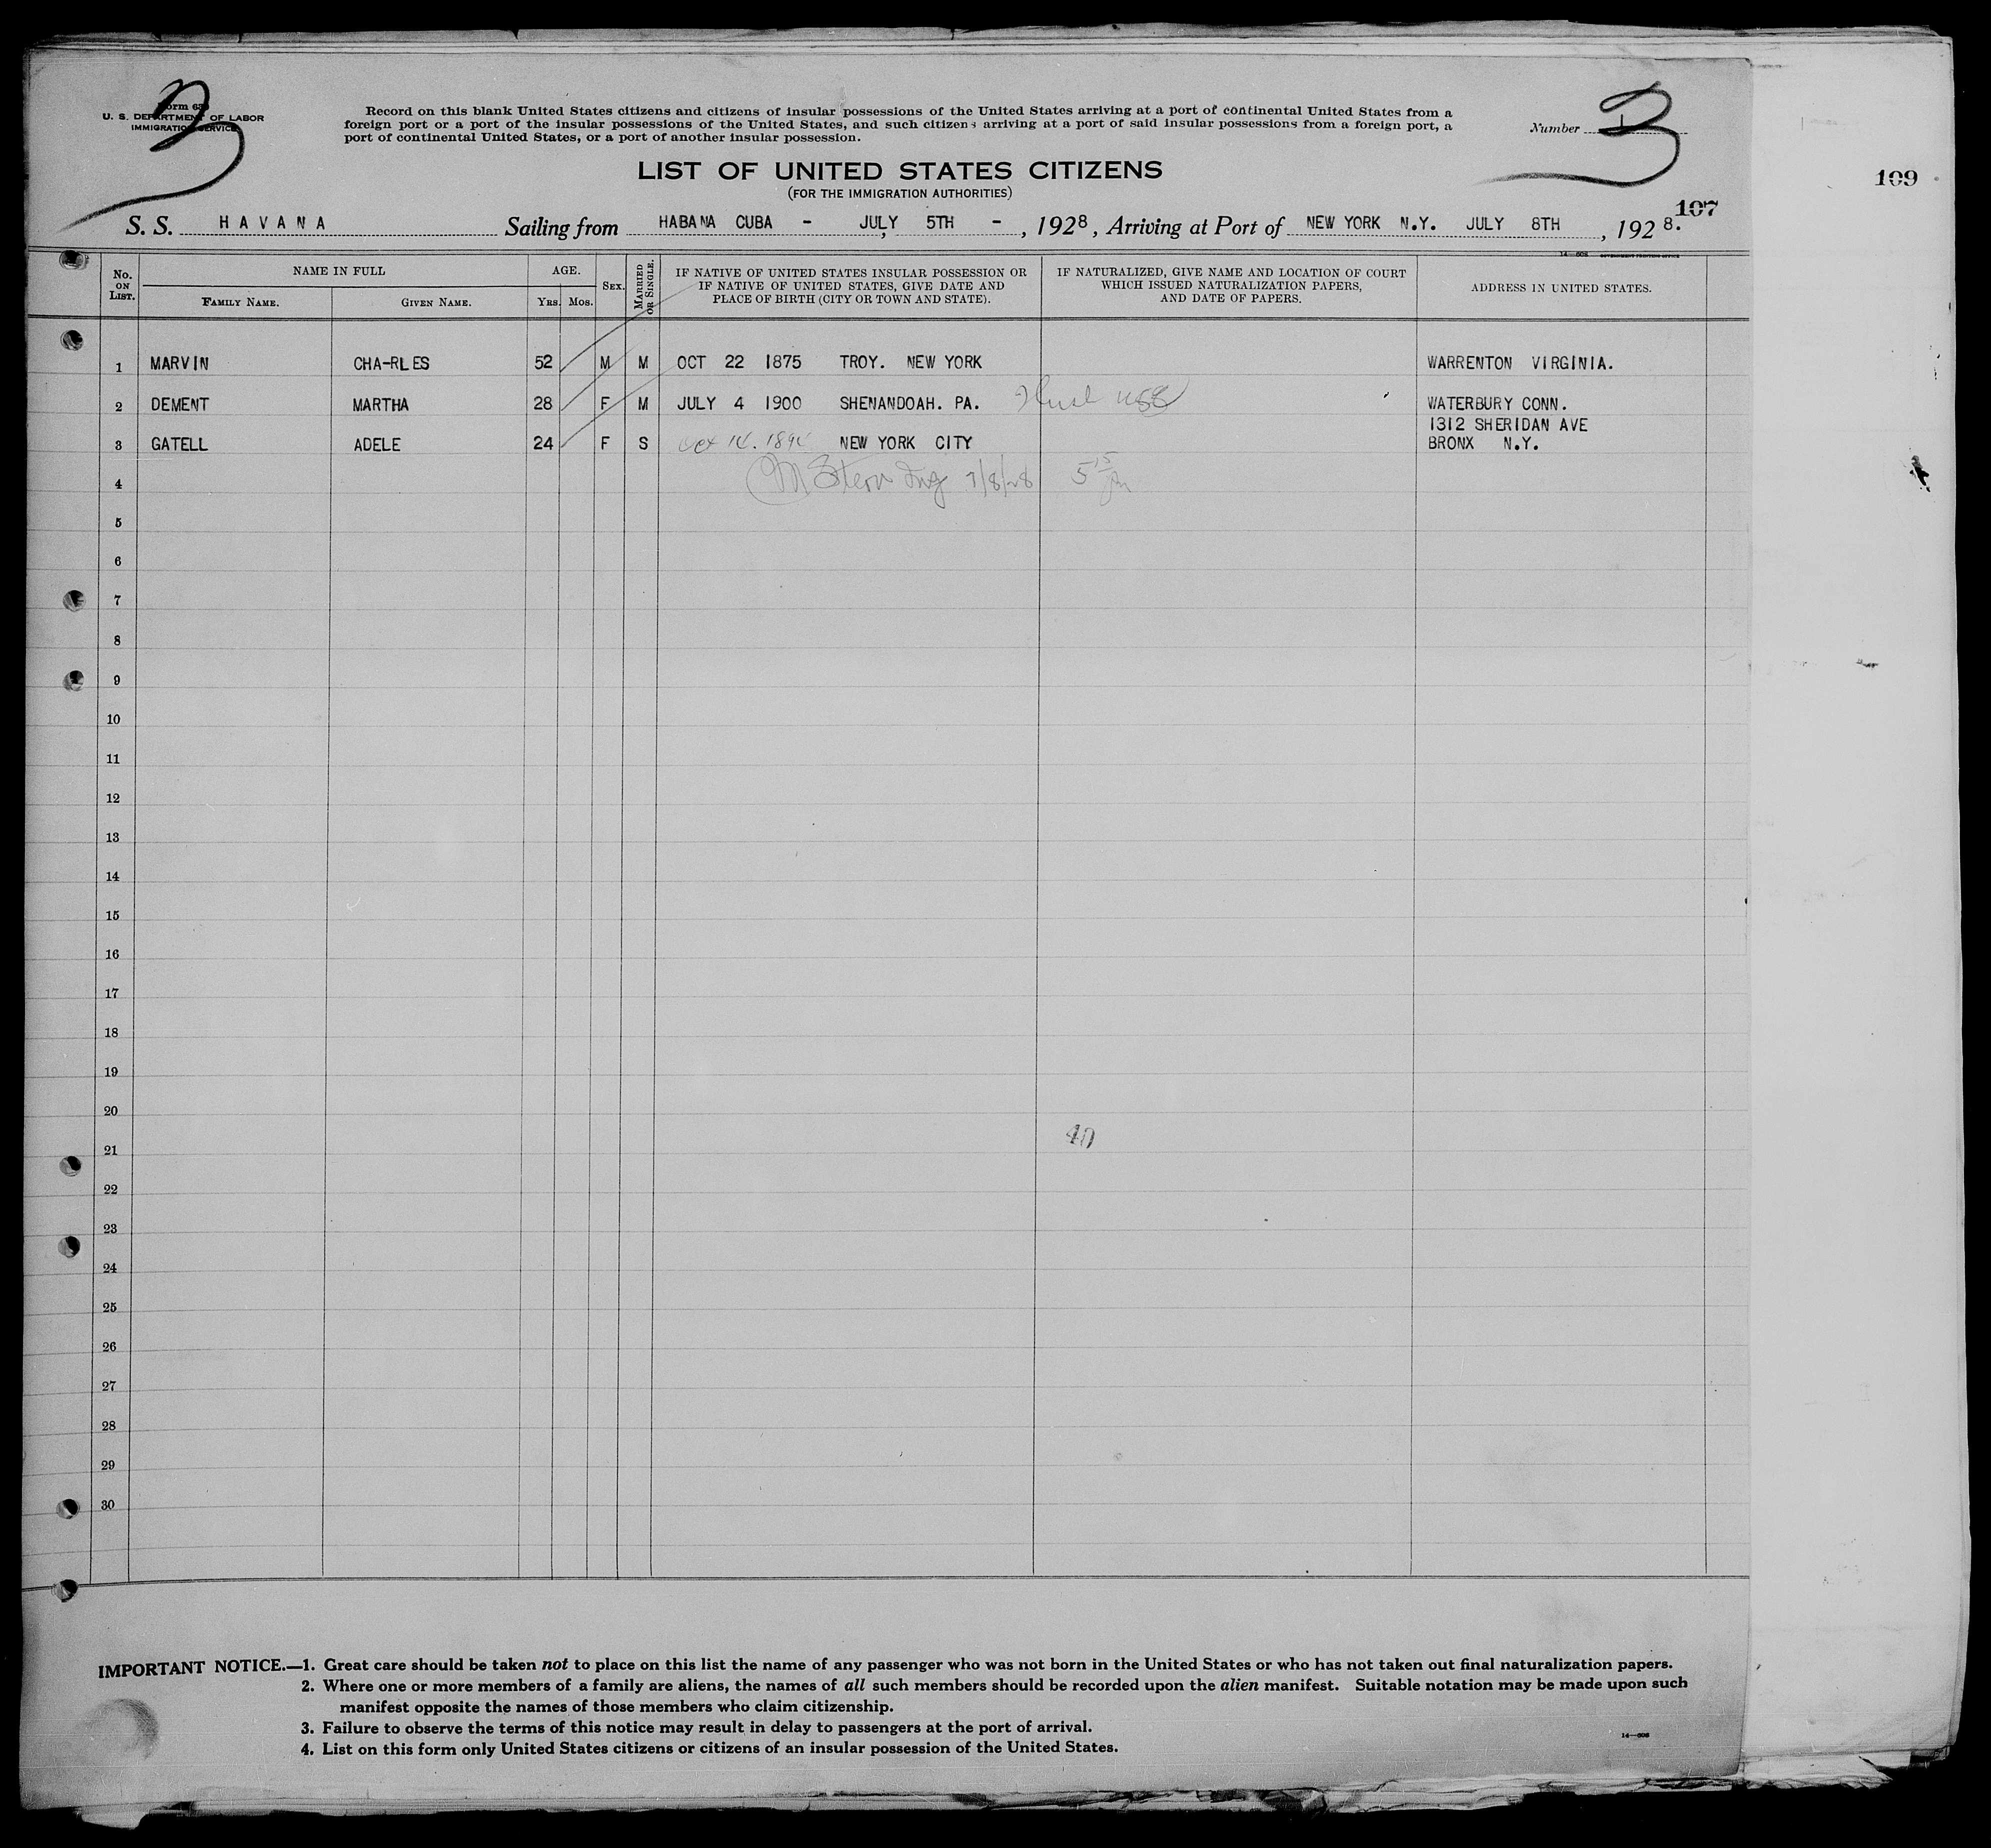 Form 630
U. S. DEPARTMENT OF LABOR
IMMIGRATION SERVICE
Record on this blank United States citizens and citizens of insular possessions of the United States arriving at a port of continental United States from a
foreign port or a port of the insular possessions of the United States, and such citizens arriving at a port of said insular possessions from a foreign port, a
port of continental United States, or a port of another insular possession.
Number
109
LIST OF UNITED STATES CITIZENS
(FOR THE IMMIGRATION AUTHORITIES)
107
S. S. HAVANA Sailing from HABANA CUBA - JULY 5TH -, 1928, Arriving at Port of NEW YORK N.Y. JULY 8TH, 1928.
No. ON LIST.
NAME IN FULL
FAMILY NAME. GIVEN NAME.
AGE.
YRS. MOS.
SEX.
MARRIED OR SINGLE.
IF NATIVE OF UNITED STATES INSULAR POSSESSION OR
IF NATIVE OF UNITED STATES, GIVE DATE AND
PLACE OF BIRTH (CITY OR TOWN AND STATE).
IF NATURALIZED, GIVE NAME AND LOCATION OF COURT
WHICH ISSUED NATURALIZATION PAPERS,
AND DATE OF PAPERS.
ADDRESS IN UNITED STATES.
1 MARVIN CHA-RLES 52 M M OCT 22 1875 TROY. NEW YORK WARRENTON VIRGINIA.
2 DEMENT MARTHA 28 F M JULY 4 1900 SHENANDOAH. PA. WATERBURY CONN.
1312 SHERIDAN AVE
3 GATELL ADELE 24 F S NEW YORK CITY BRONX N.Y.
4 M Stern 7/8/28 5 15
5
6
7
8
9
10
11
12
13
14
15
16
17
18
19
20
21
22
23
24
25
26
27
28
29
30
IMPORTANT NOTICE.—1. Great care should be taken not to place on this list the name of any passenger who was not born in the United States or who has not taken out final naturalization papers.
2. Where one or more members of a family are aliens, the names of all such members should be recorded upon the alien manifest. Suitable notation may be made upon such
manifest opposite the names of those members who claim citizenship.
3. Failure to observe the terms of this notice may result in delay to passengers at the port of arrival.
4. List on this form only United States citizens or citizens of an insular possession of the United States.